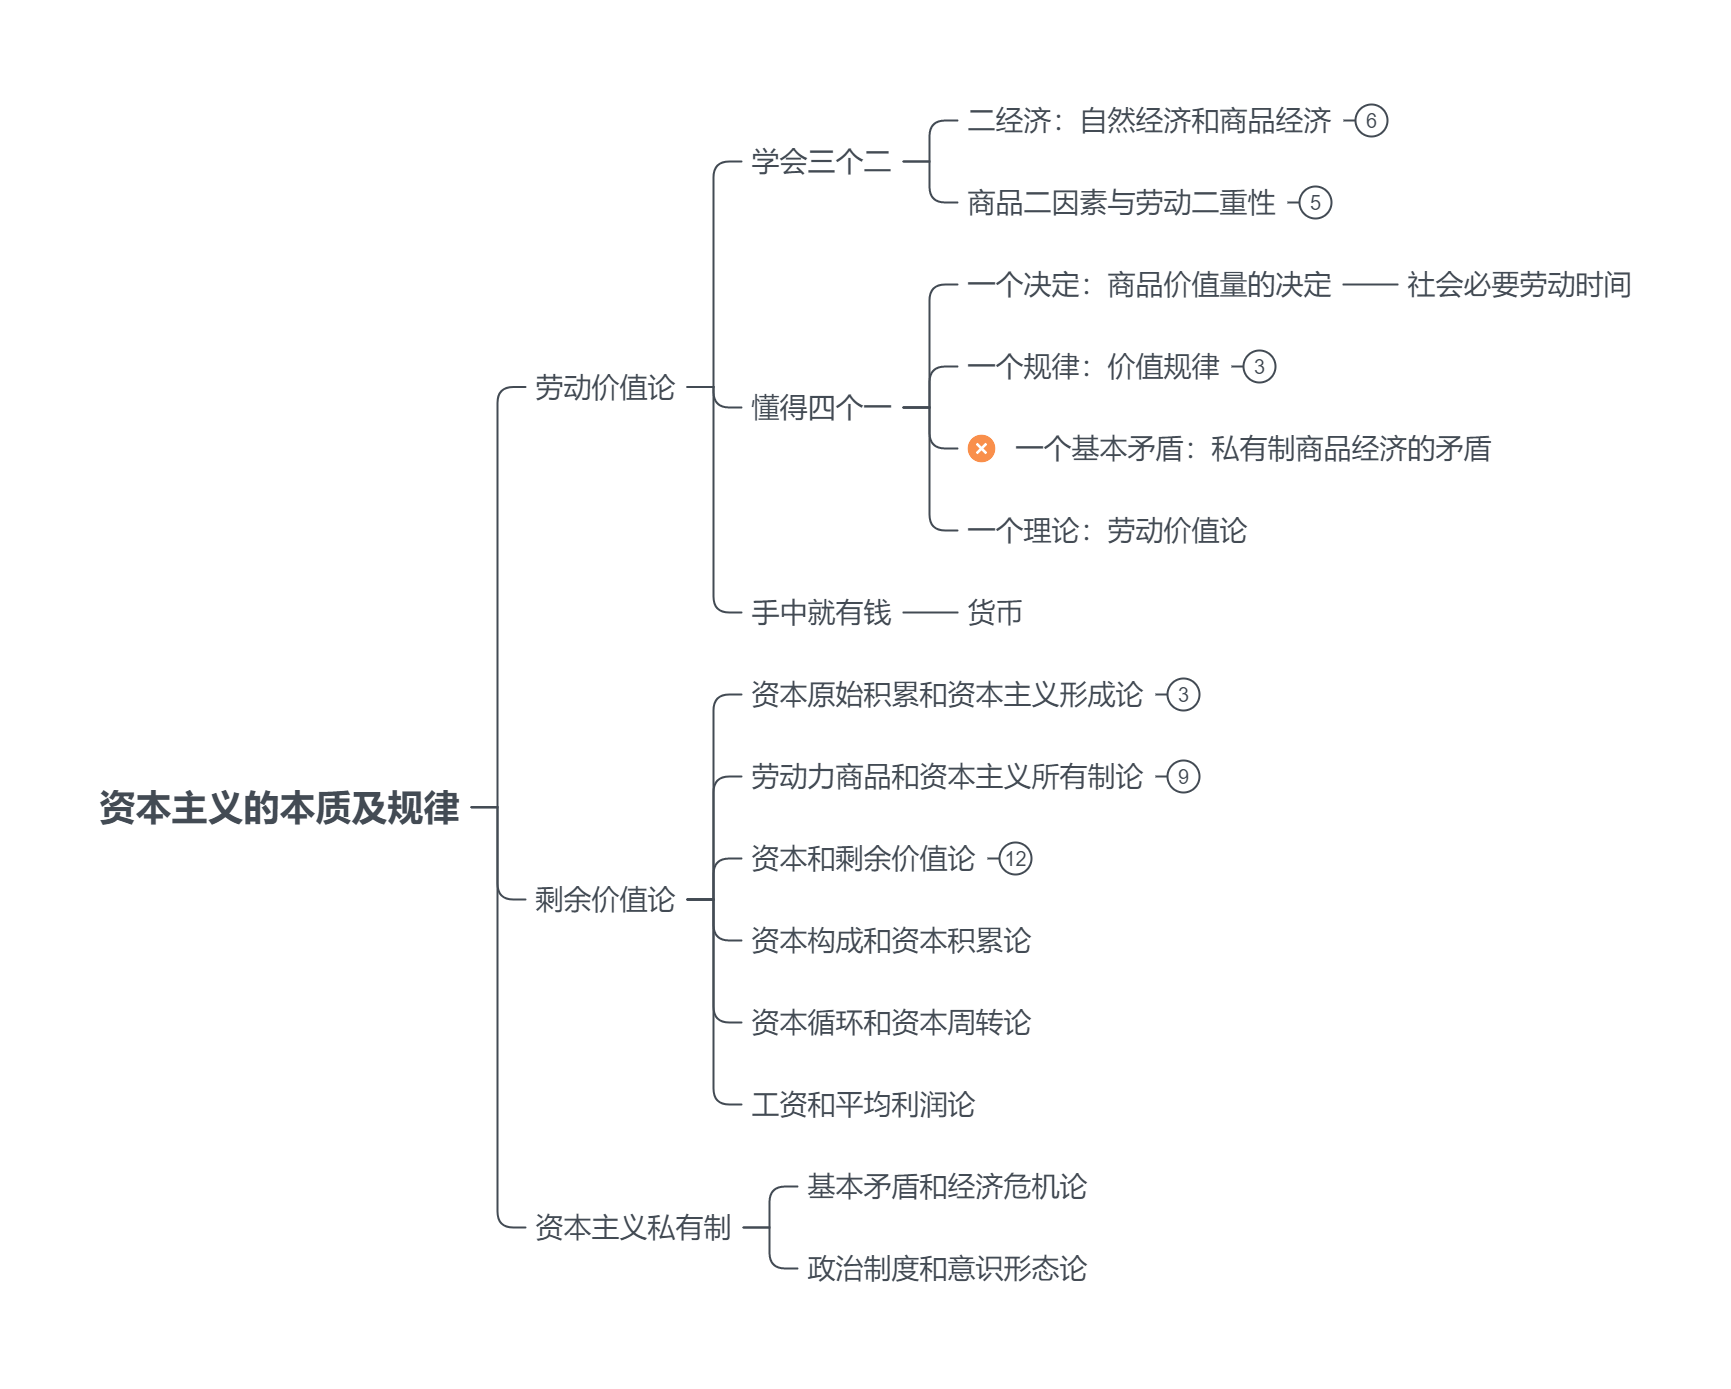 二经济：自然经济和商品经济 6
学会三个二
商品二因素与劳动二重性 5
一个决定：商品价值量的决定 社会必要劳动时间
一个规律：价值规律 3
劳动价值论
懂得四个一
一个基本矛盾：私有制商品经济的矛盾
一个理论：劳动价值论
手中就有钱 货币
资本原始积累和资本主义形成论 3
劳动力商品和资本主义所有制论 9
资本主义的本质及规律
资本和剩余价值论 12
剩余价值论
资本构成和资本积累论
资本循环和资本周转论
工资和平均利润论
基本矛盾和经济危机论
资本主义私有制
政治制度和意识形态论